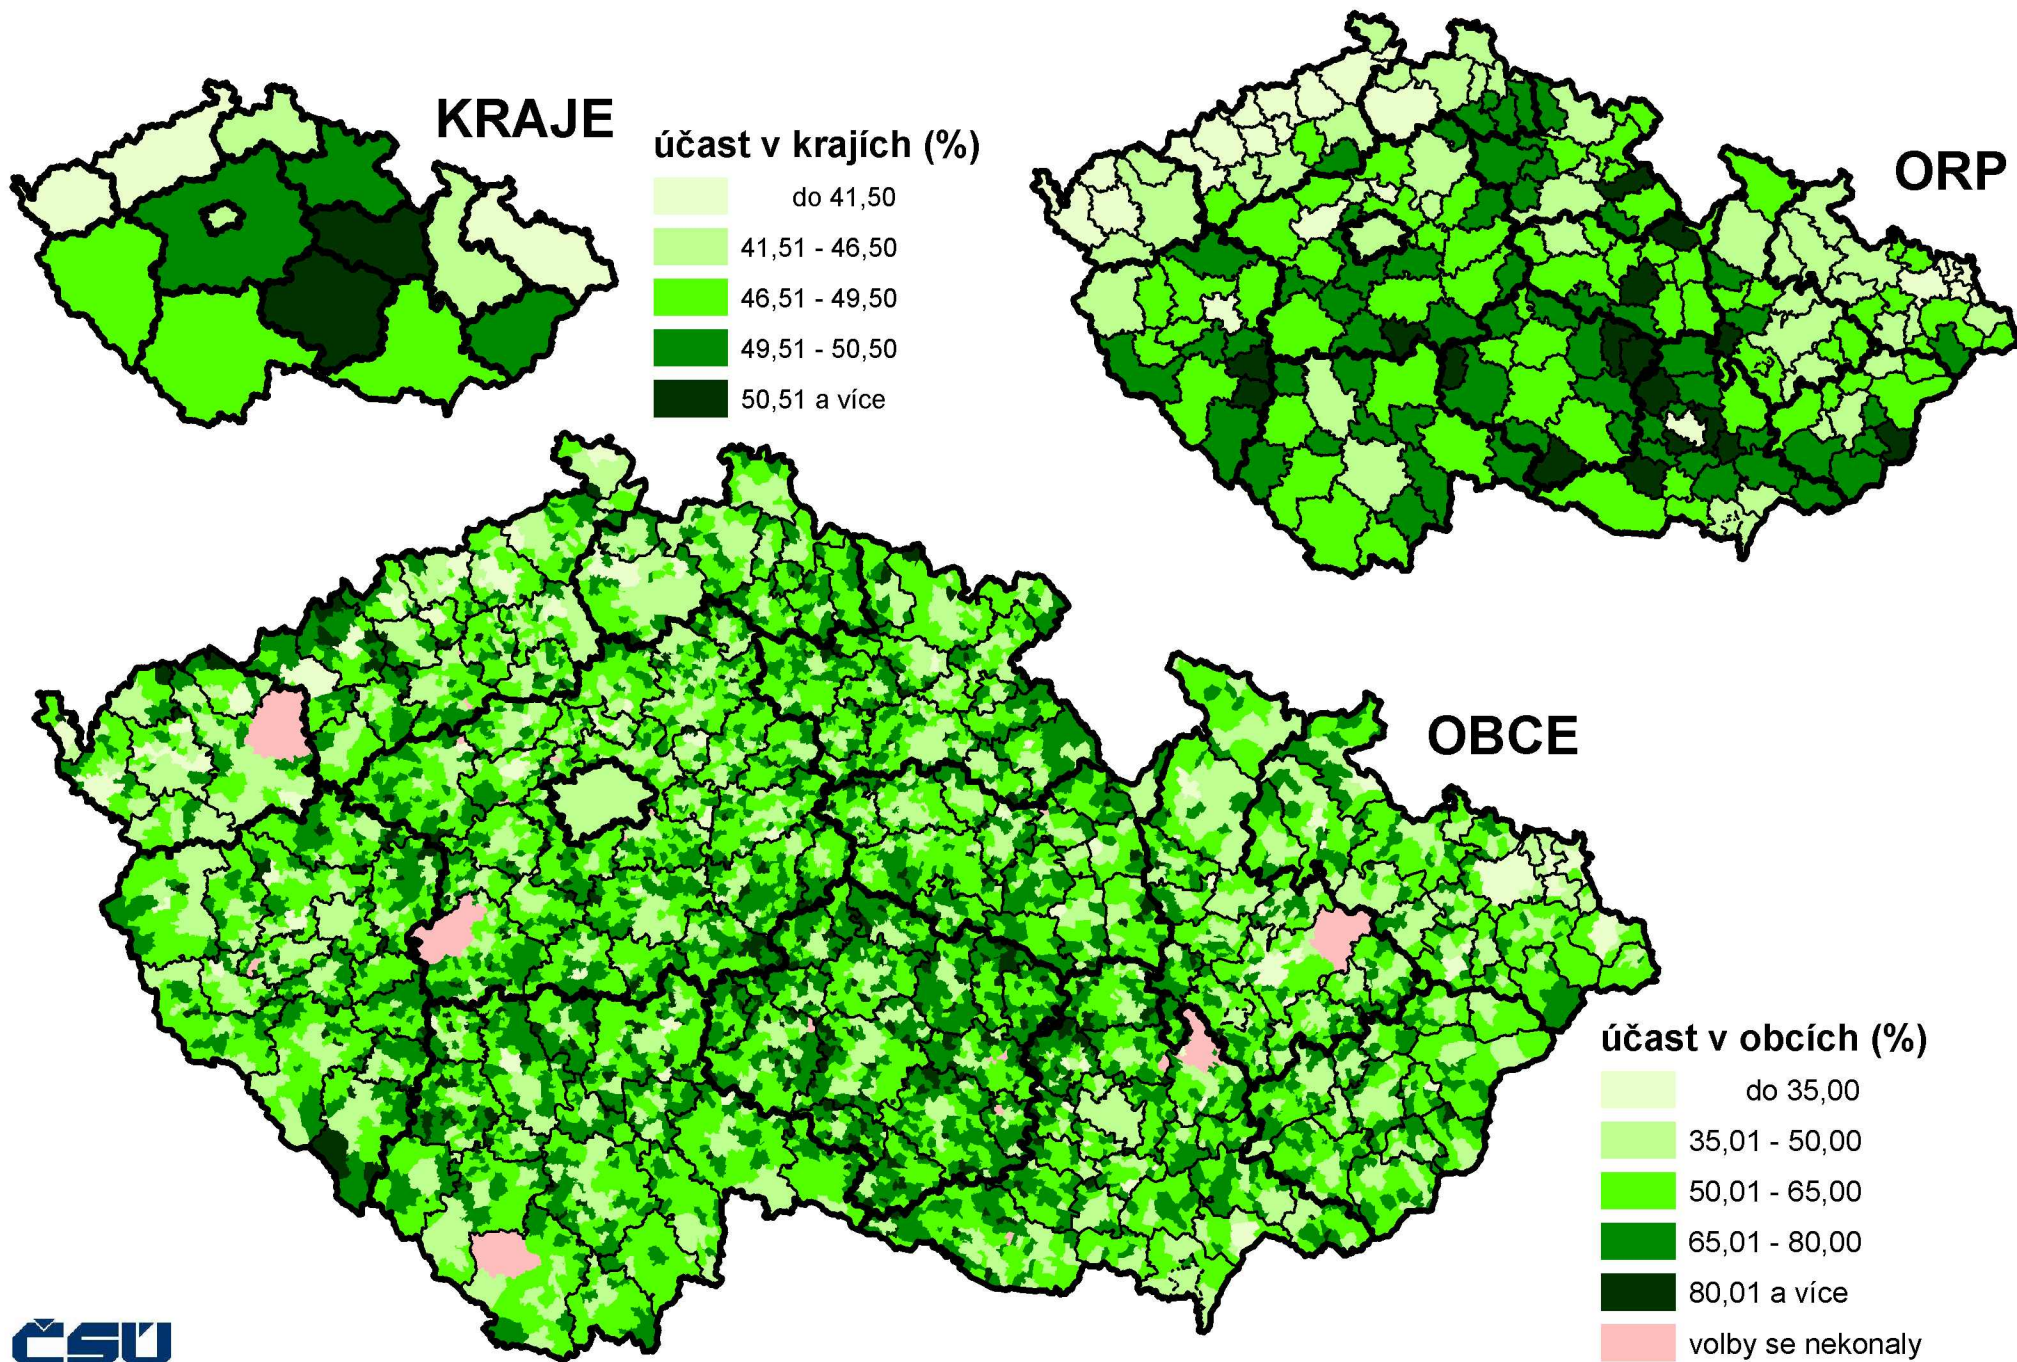 KRAJE
účast v krajích (%)
do 41,50
41,51 - 46,50
46,51 - 49,50
49,51 - 50,50
50,51 a více
ORP
OBCE
účast v obcích (%)
do 35,00
35,01 - 50,00
50,01 - 65,00
65,01 - 80,00
80,01 a více
volby se nekonaly
ČSÚ